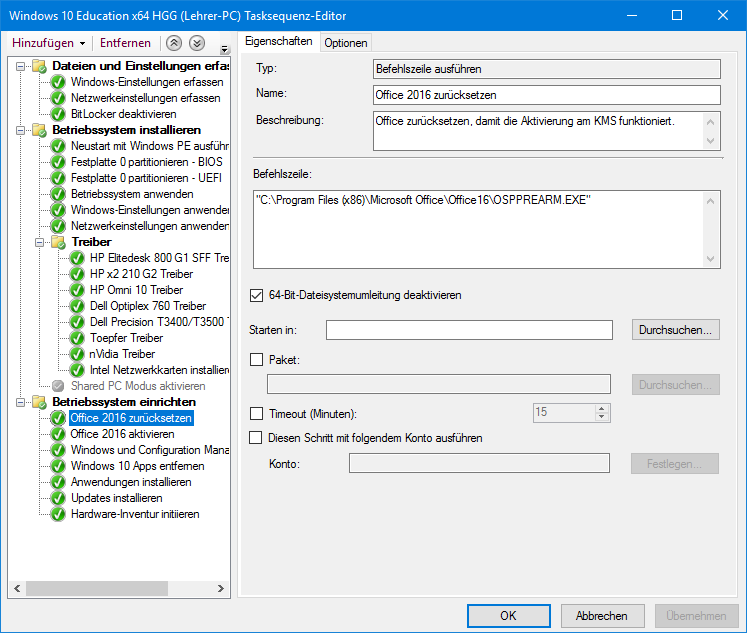 Windows 10 Education x64 HGG (Lehrer-PC) Tasksequenz-Editor
Hinzufügen
Entfernen
Dateien und Einstellungen erfas
Windows-Einstellungen erfassen
Netzwerkeinstellungen erfassen
BitLocker deaktivieren
Betriebssystem installieren
Neustart mit Windows PE ausführ
Festplatte 0 partitionieren - BIOS
Festplatte 0 partitionieren - UEFI
Betriebssystem anwenden
Windows-Einstellungen anwenden
Netzwerkeinstellungen anwenden
Treiber
HP Elitedesk 800 G1 SFF Tre
HP x2 210 G2 Treiber
HP Omni 10 Treiber
Dell Optiplex 760 Treiber
Dell Precision T3400/T3500 T
Toepfer Treiber
nVidia Treiber
Intel Netzwerkkarten installiere
Shared PC Modus aktivieren
Betriebssystem einrichten
Office 2016 zurücksetzen
Office 2016 aktivieren
Windows und Configuration Mana
Windows 10 Apps entfernen
Anwendungen installieren
Updates installieren
Hardware-Inventur initiieren
Eigenschaften
Optionen
Typ:
Befehlszeile ausführen
Name:
Office 2016 zurücksetzen
Beschreibung:
Office zurücksetzen, damit die Aktivierung am KMS funktioniert.
Befehlszeile:
"C:\Program Files (x86)\Microsoft Office\Office16\OSPPREARM.EXE"
64-Bit-Dateisystemumleitung deaktivieren
Starten in:
Durchsuchen...
Paket:
Durchsuchen...
Timeout (Minuten):
15
Diesen Schritt mit folgendem Konto ausführen
Konto:
Festlegen...
OK
Abbrechen
Übernehmen